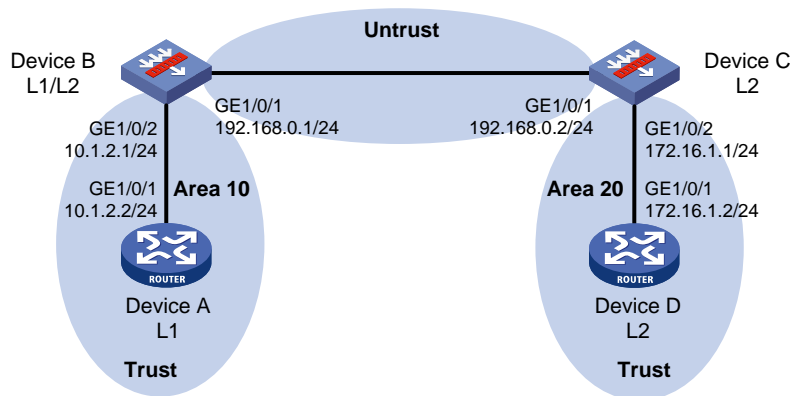 Untrust
Device B
L1/L2
Device C
L2
GE1/0/1
192.168.0.1/24
GE1/0/1
192.168.0.2/24
GE1/0/2
10.1.2.1/24
GE1/0/2
172.16.1.1/24
GE1/0/1
10.1.2.2/24
Area 10
Area 20
GE1/0/1
172.16.1.2/24
ROUTER
ROUTER
Device A
L1
Device D
L2
Trust
Trust